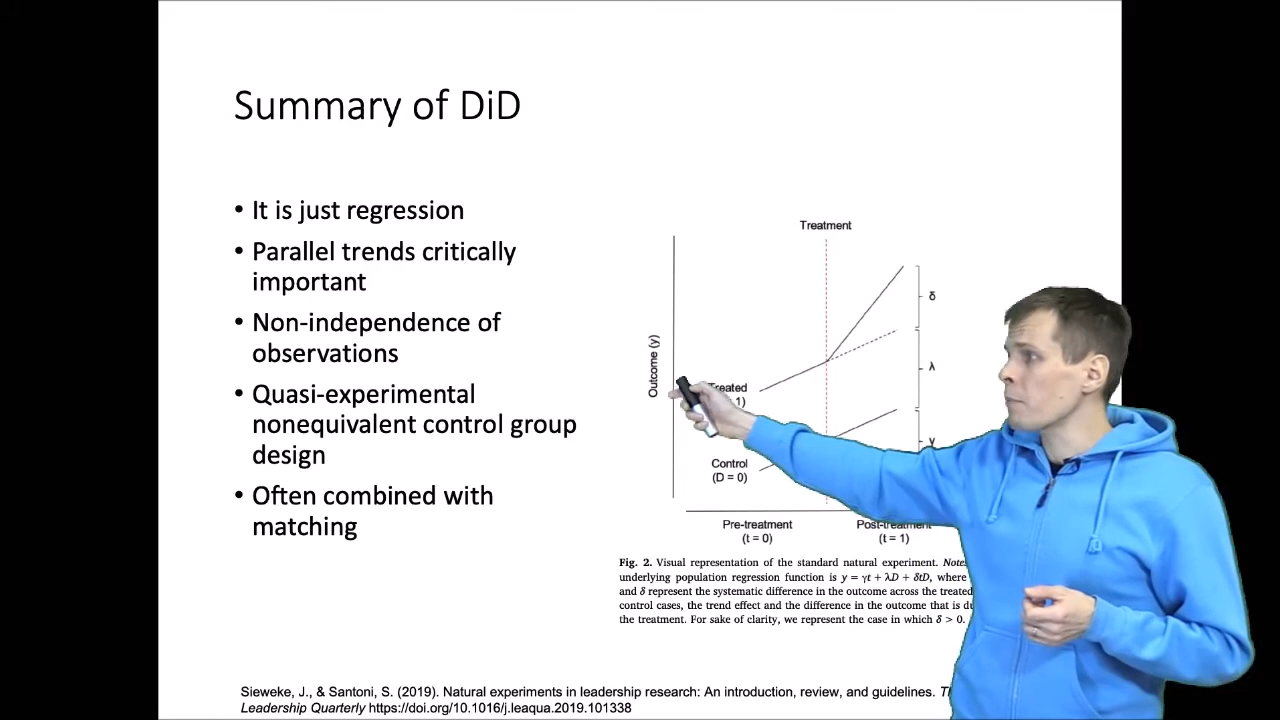 Summary of DiD
• It is just regression
• Parallel trends critically
important
• Non-independence of
observations
• Quasi-experimental
nonequivalent control group
design
• Often combined with
matching
Treatment
Outcome (y)
Treated
1)
Control
(D = 0)
δ
λ
γ
Pre-treatment
(t = 0)
Post-treatment
(t = 1)
Fig. 2. Visual representation of the standard natural experiment. Notes
underlying population regression function is y = γt + λD + δtD, where
and δ represent the systematic difference in the outcome across the treated
control cases, the trend effect and the difference in the outcome that is
the treatment. For sake of clarity, we represent the case in which δ > 0.
Sieweke, J., & Santoni, S. (2019). Natural experiments in leadership research: An introduction, review, and guidelines.
Leadership Quarterly https://doi.org/10.1016/j.leaqua.2019.101338